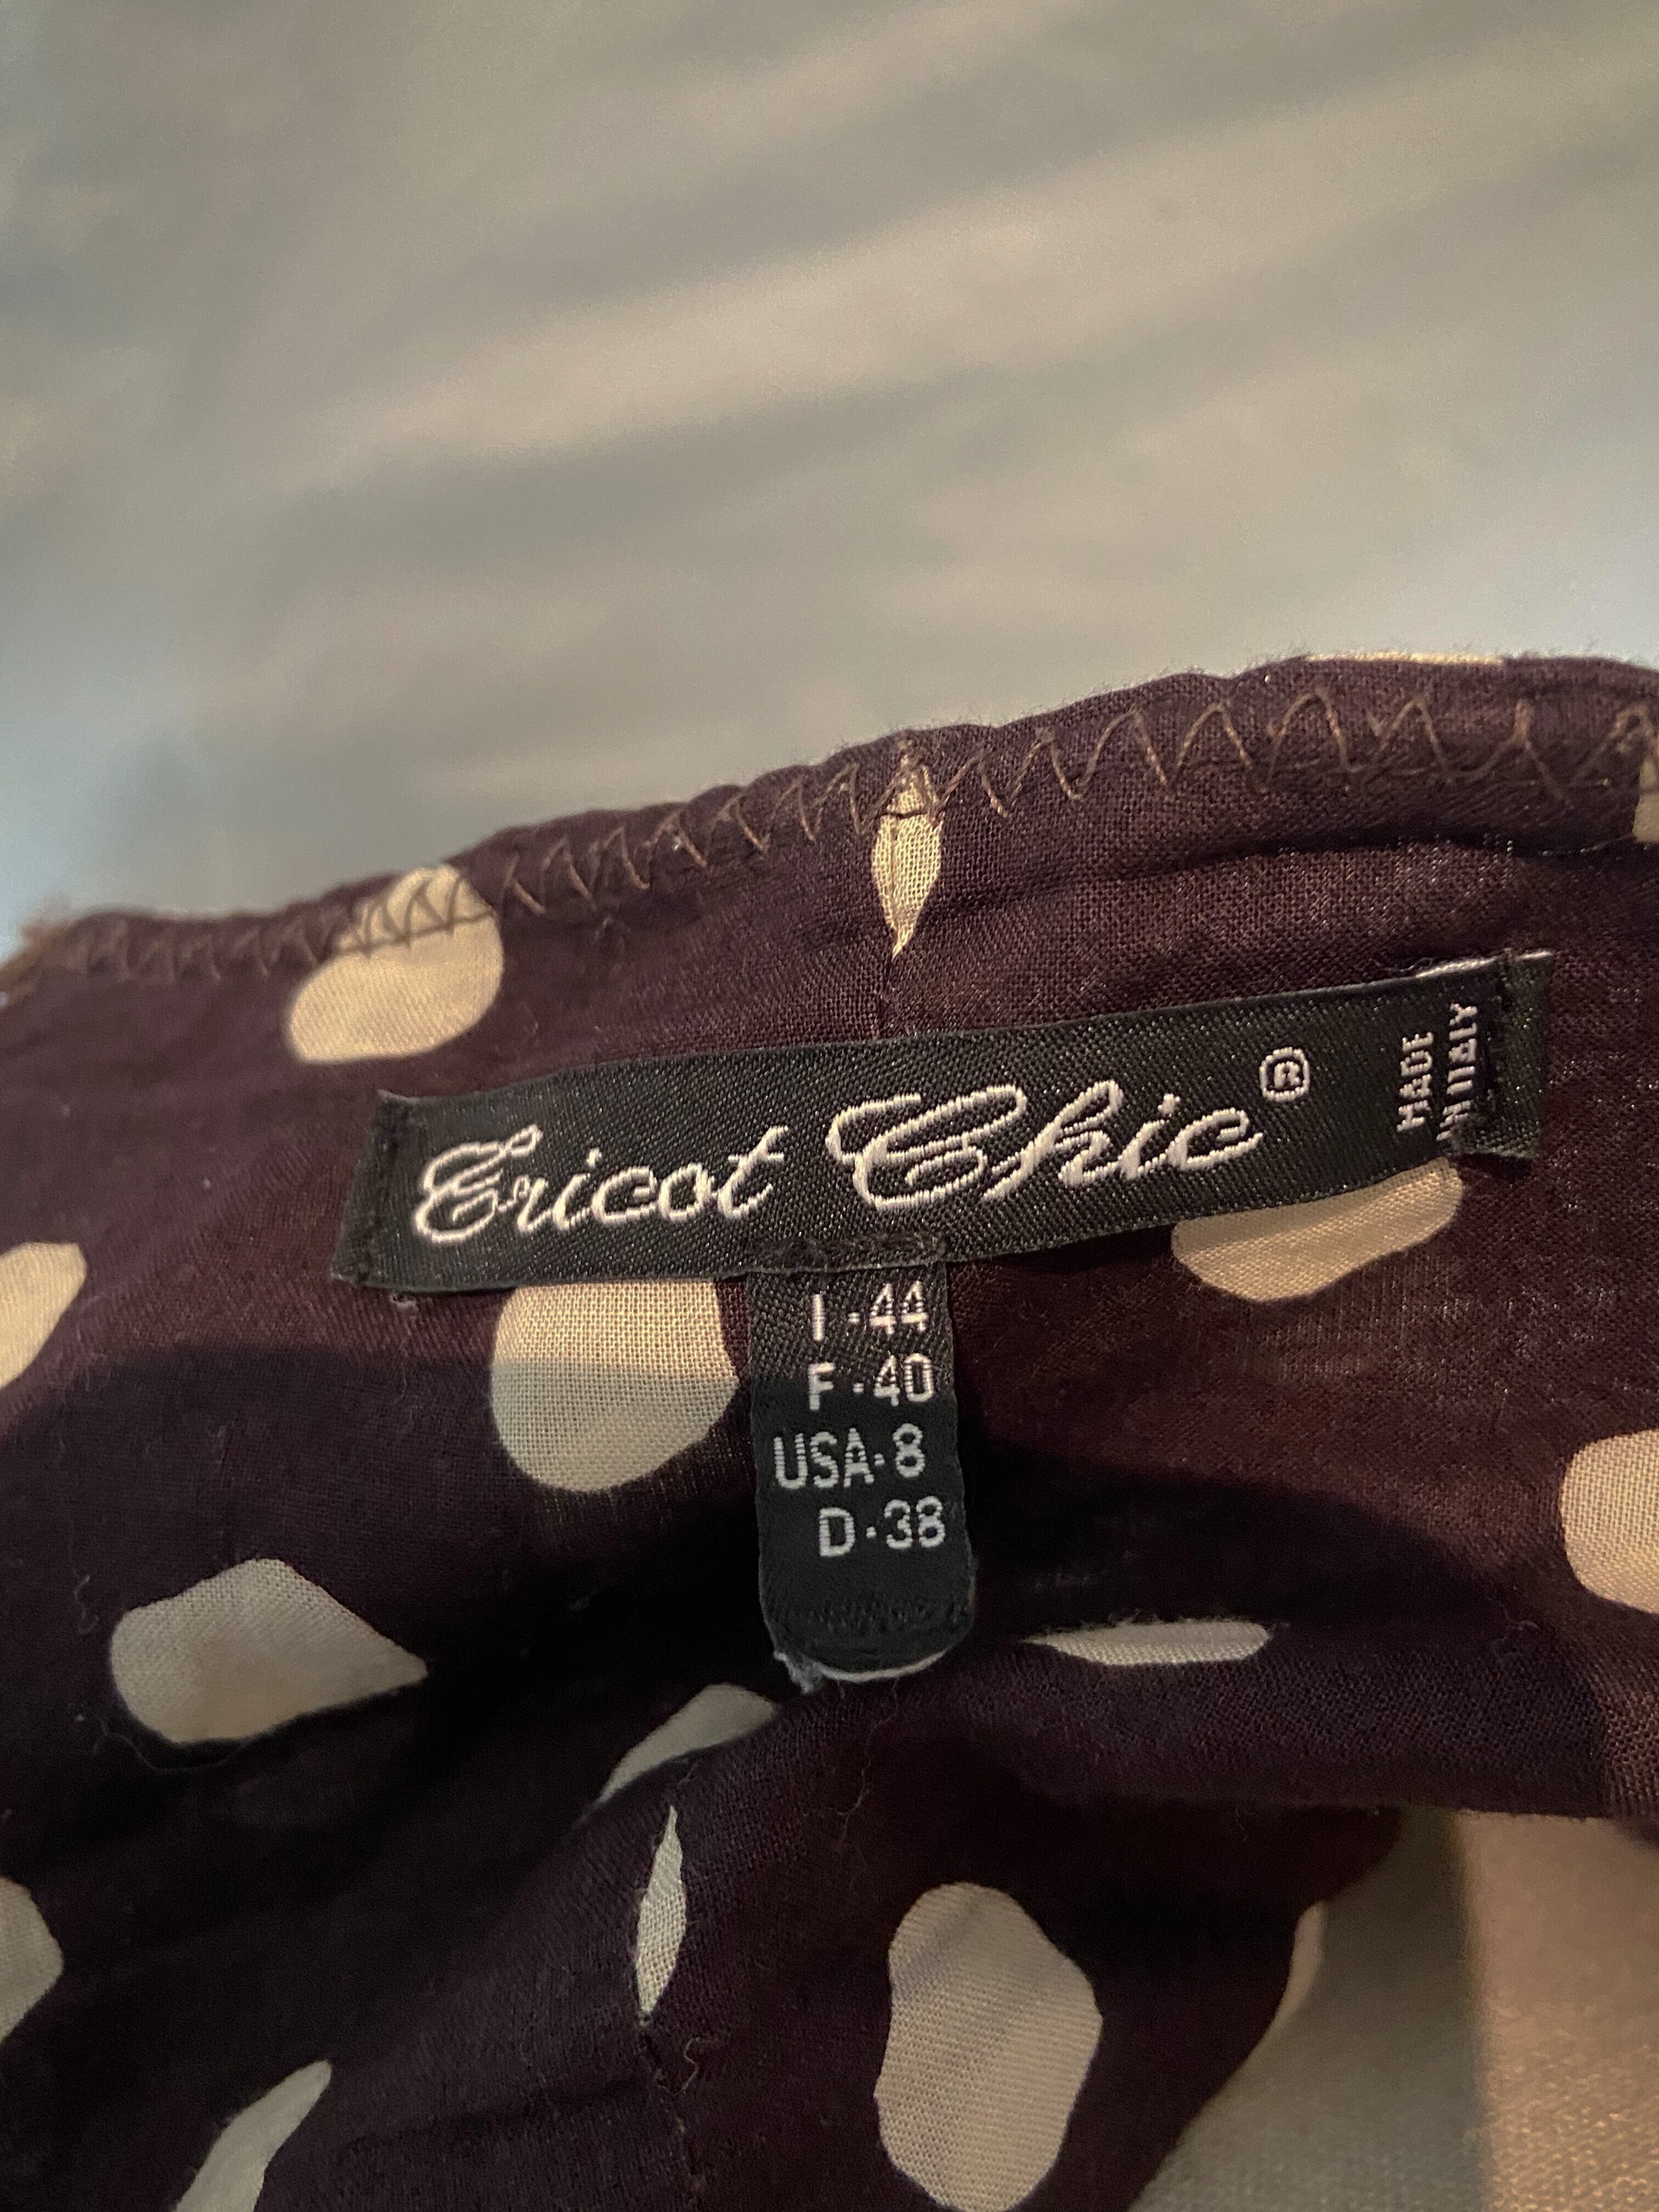 Tricot Chic ®
MADE
IN ITALY
I·44
F·40
USA·8
D·38